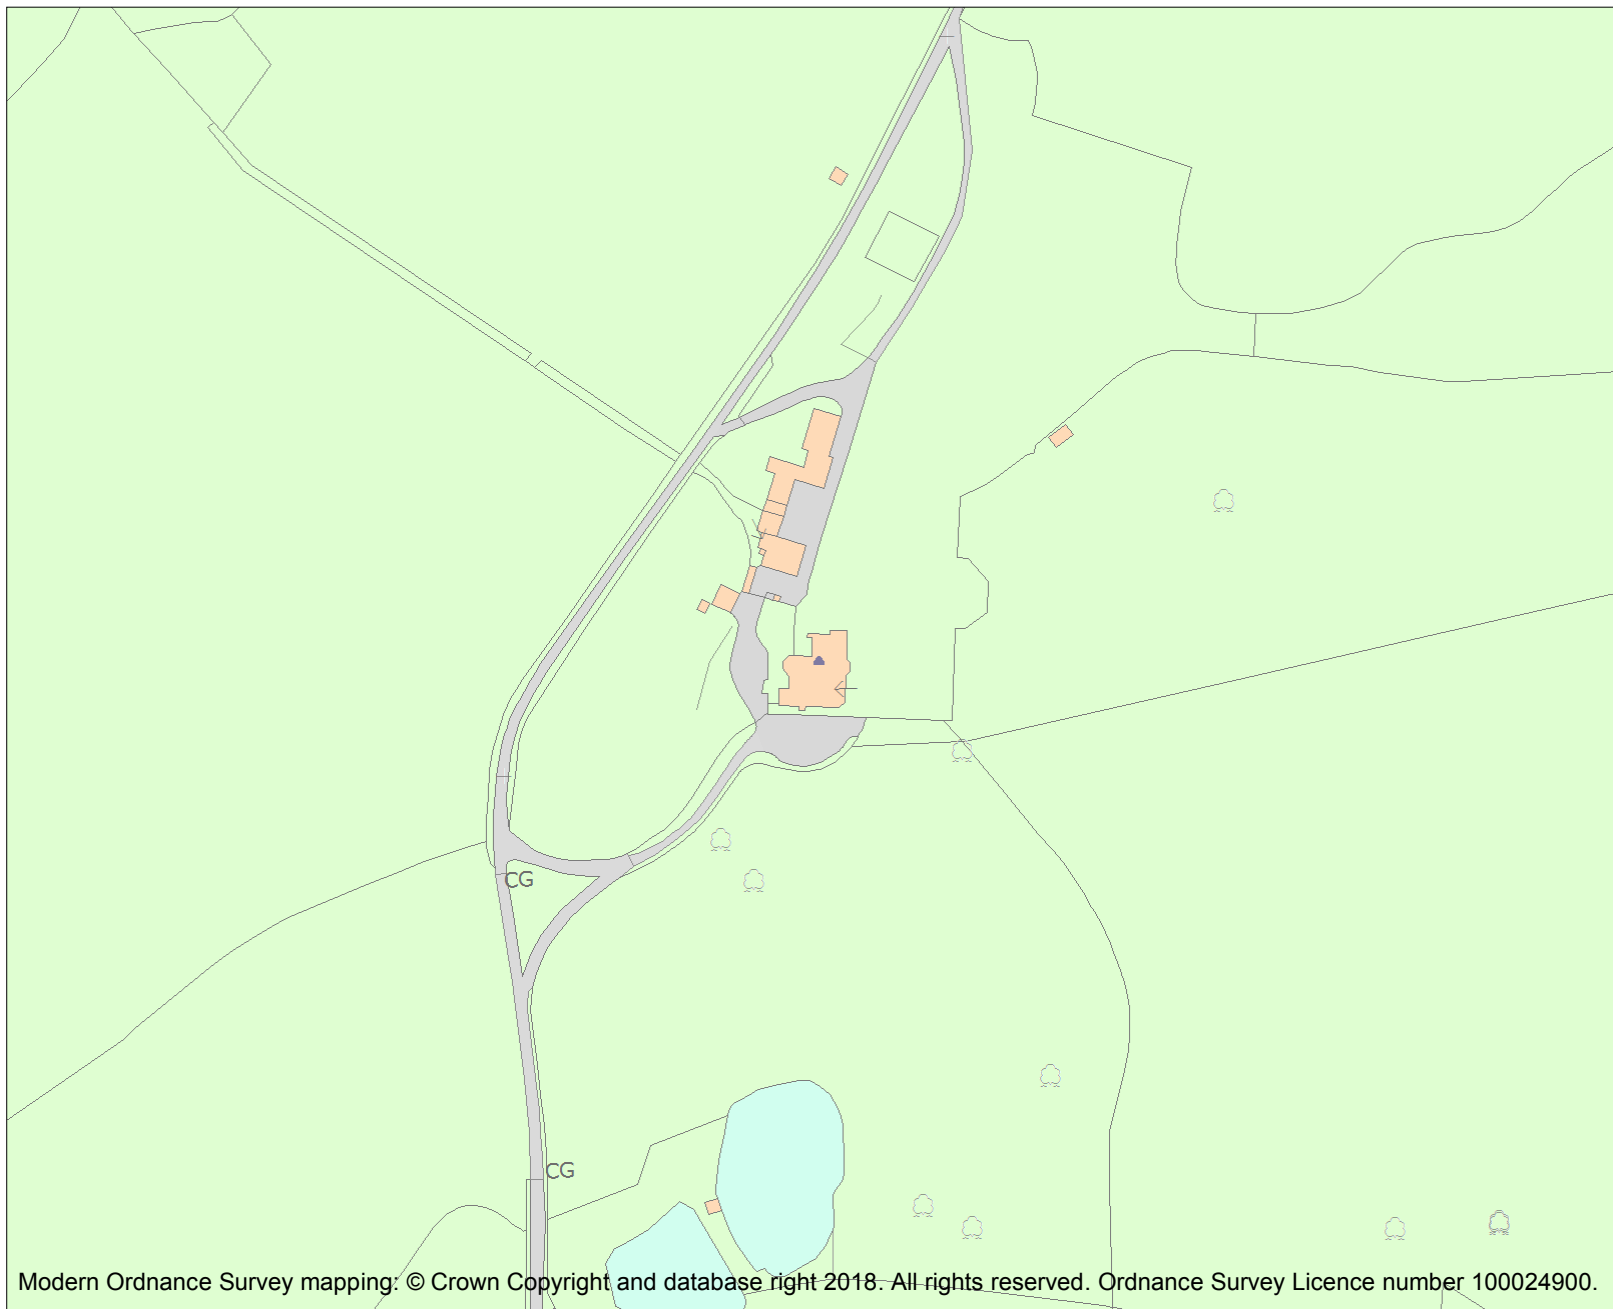 CG
CG
Modern Ordnance Survey mapping: © Crown Copyright and database right 2018. All rights reserved. Ordnance Survey Licence number 100024900.